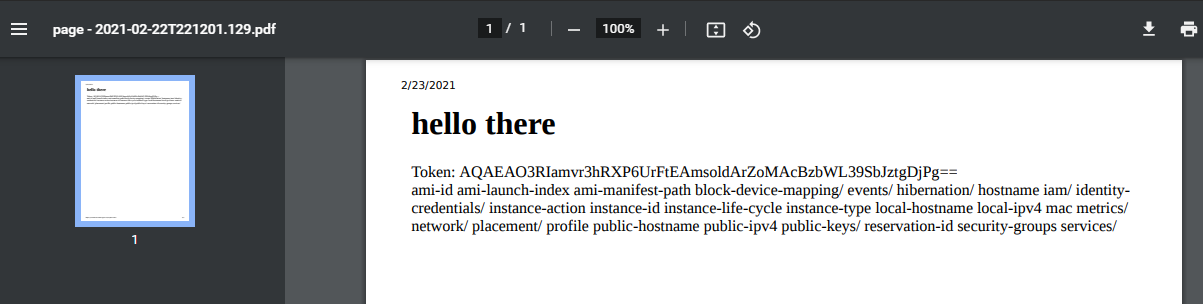 page - 2021-02-22T221201.129.pdf
1 / 1
100%
2/23/2021
hello there
Token: AQAEAO3RIamvr3hRXP6UrFtEAmsoldArZoMAcBzbWL39SbJztgDjPg==
ami-id ami-launch-index ami-manifest-path block-device-mapping/ events/ hibernation/ hostname iam/ identity-
credentials/ instance-action instance-id instance-life-cycle instance-type local-hostname local-ipv4 mac metrics/
network/ placement/ profile public-hostname public-ipv4 public-keys/ reservation-id security-groups services/
hello there
1